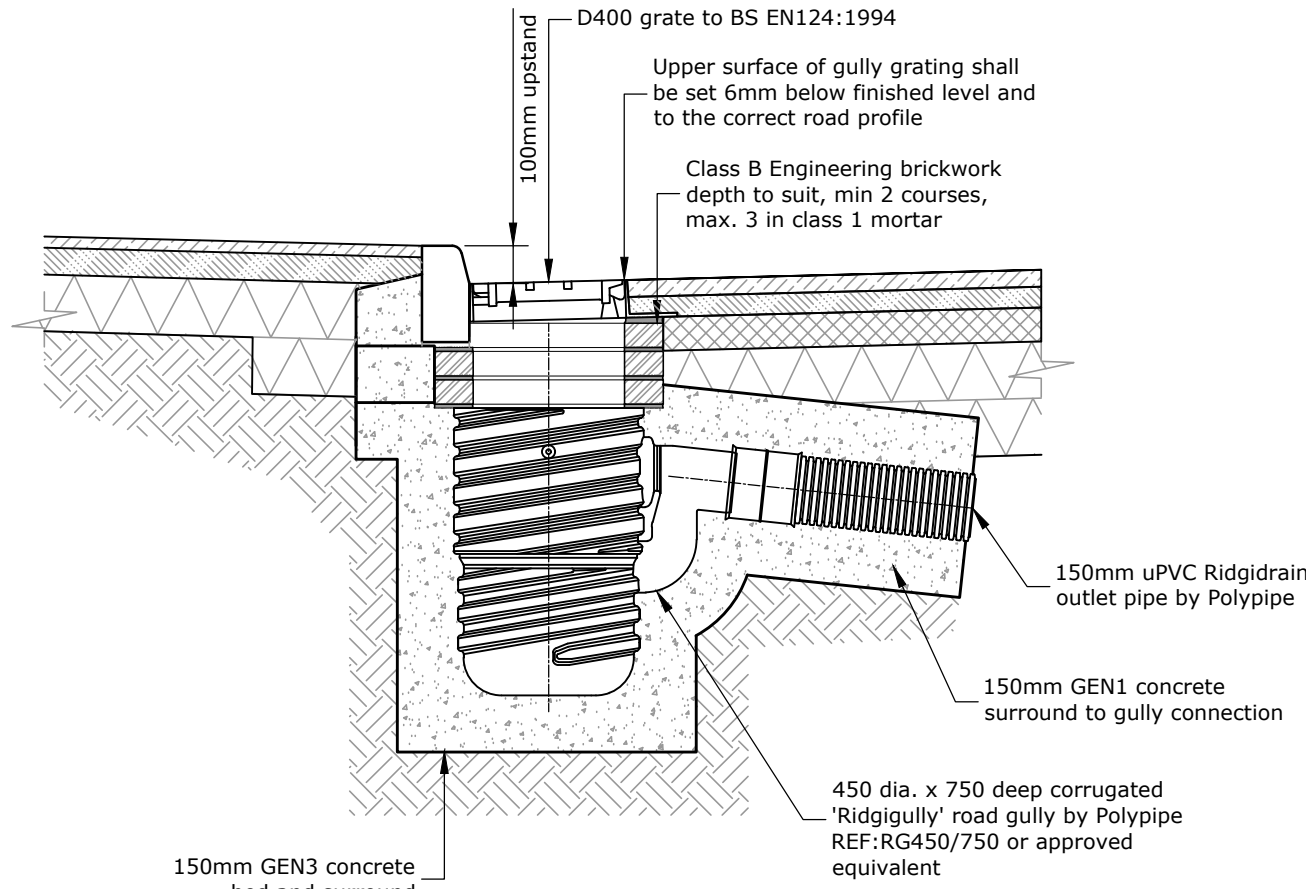 D400 grate to BS EN124:1994
100mm upstand
Upper surface of gully grating shall
be set 6mm below finished level and
to the correct road profile
Class B Engineering brickwork
depth to suit, min 2 courses,
max. 3 in class 1 mortar
150mm uPVC Ridgidrain
outlet pipe by Polypipe
150mm GEN1 concrete
surround to gully connection
450 dia. x 750 deep corrugated
'Ridgigully' road gully by Polypipe
REF:RG450/750 or approved
equivalent
150mm GEN3 concrete
bed and surround